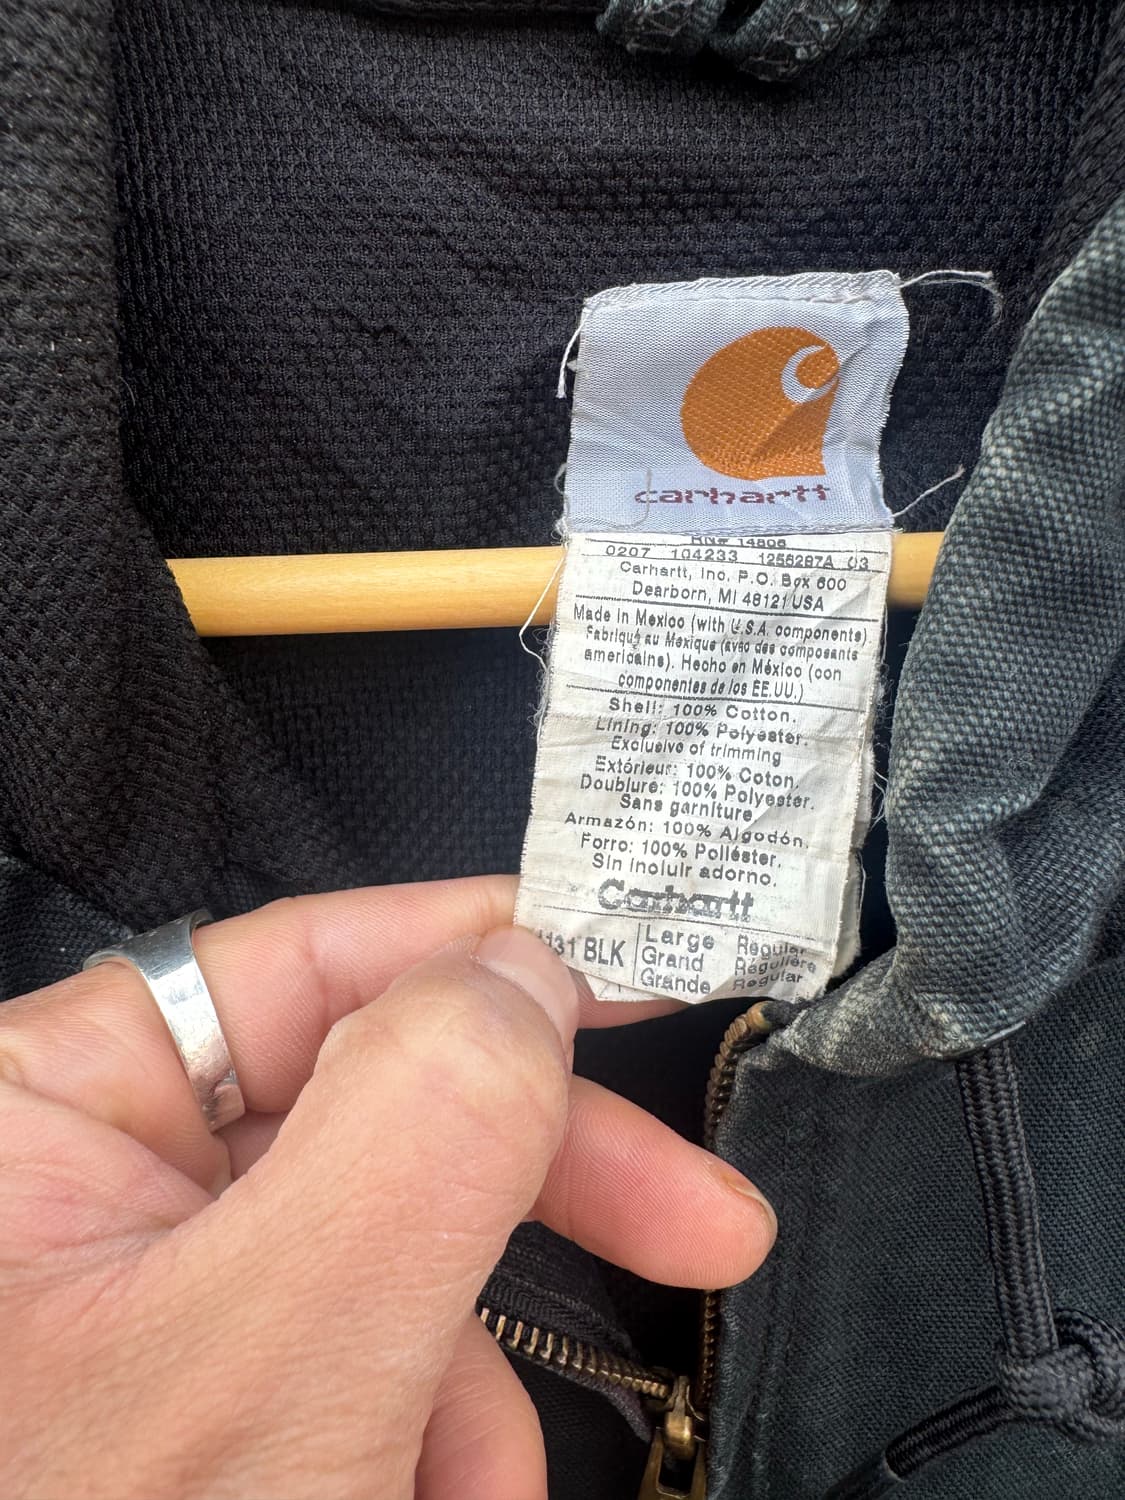 carhartt
RN# 14806
0207 104233 1256287A 03
Carhartt, Inc. P.O. Box 600
Dearborn, MI 48121 USA
Made in Mexico (with U.S.A. components)
Fabriqué au Mexique (avec des composants
americains). Hecho en México (con
componentes de los EE.UU.)
Shell: 100% Cotton.
Lining: 100% Polyester.
Exclusive of trimming
Extérieur: 100% Coton.
Doublure: 100% Polyester.
Sans garniture
Armazón: 100% Algodón.
Forro: 100% Poliéster.
Sin incluir adorno.
Carhartt
J131 BLK
Large Regular
Grand Régulière
Grande Regular